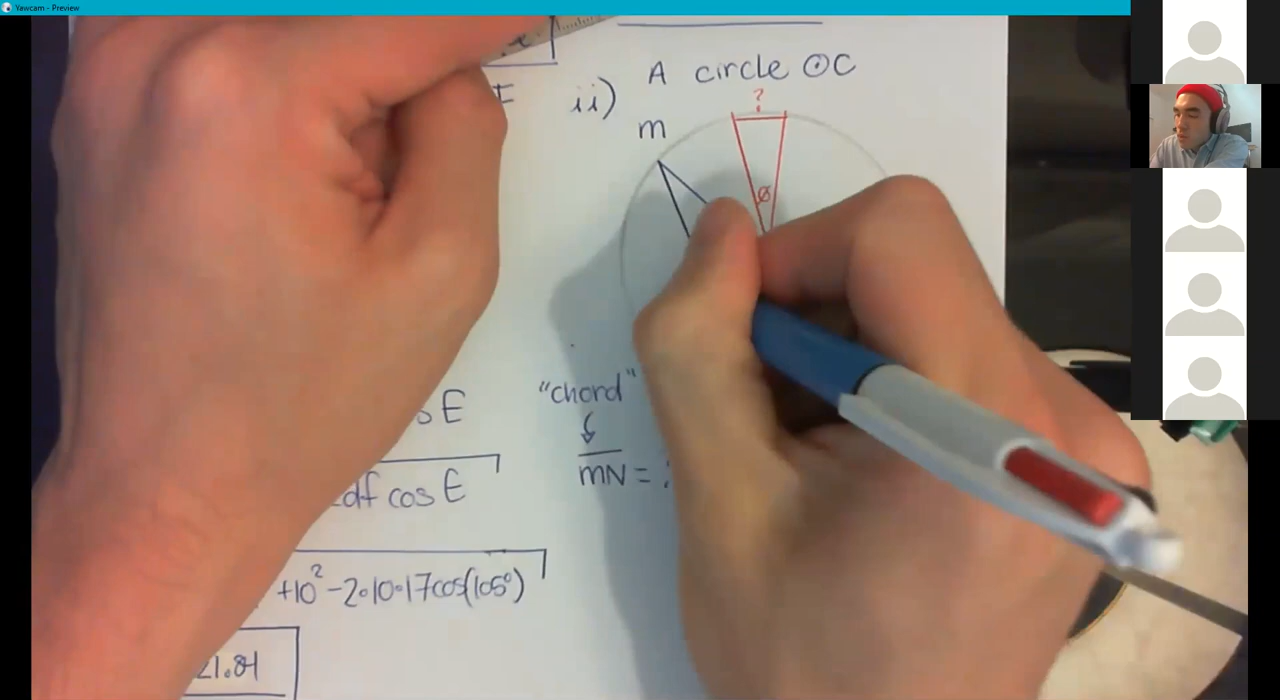 Yawcam - Preview
ii) A circle ⊙C
?
m
ø
"chord"
mN = 
E
df cos E
+10² -2·10·17cos(105°)
21.84